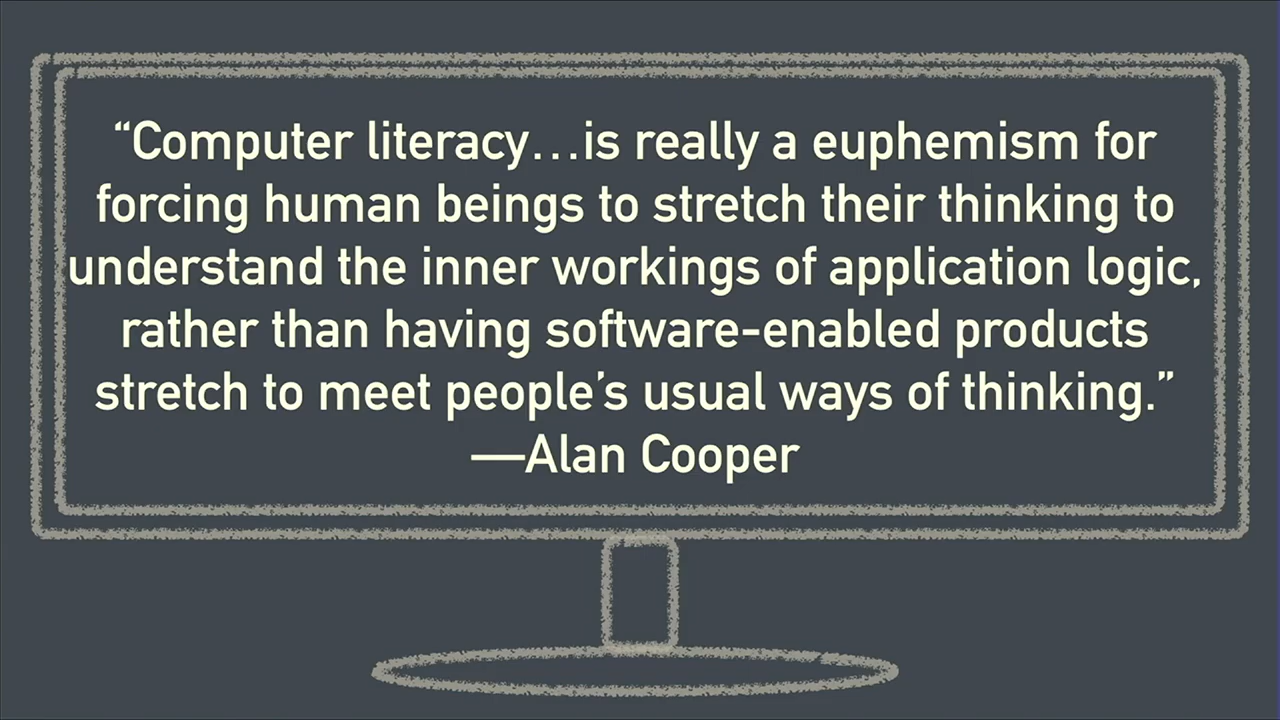 “Computer literacy...is really a euphemism for
forcing human beings to stretch their thinking to
understand the inner workings of application logic,
rather than having software-enabled products
stretch to meet people’s usual ways of thinking.”
—Alan Cooper